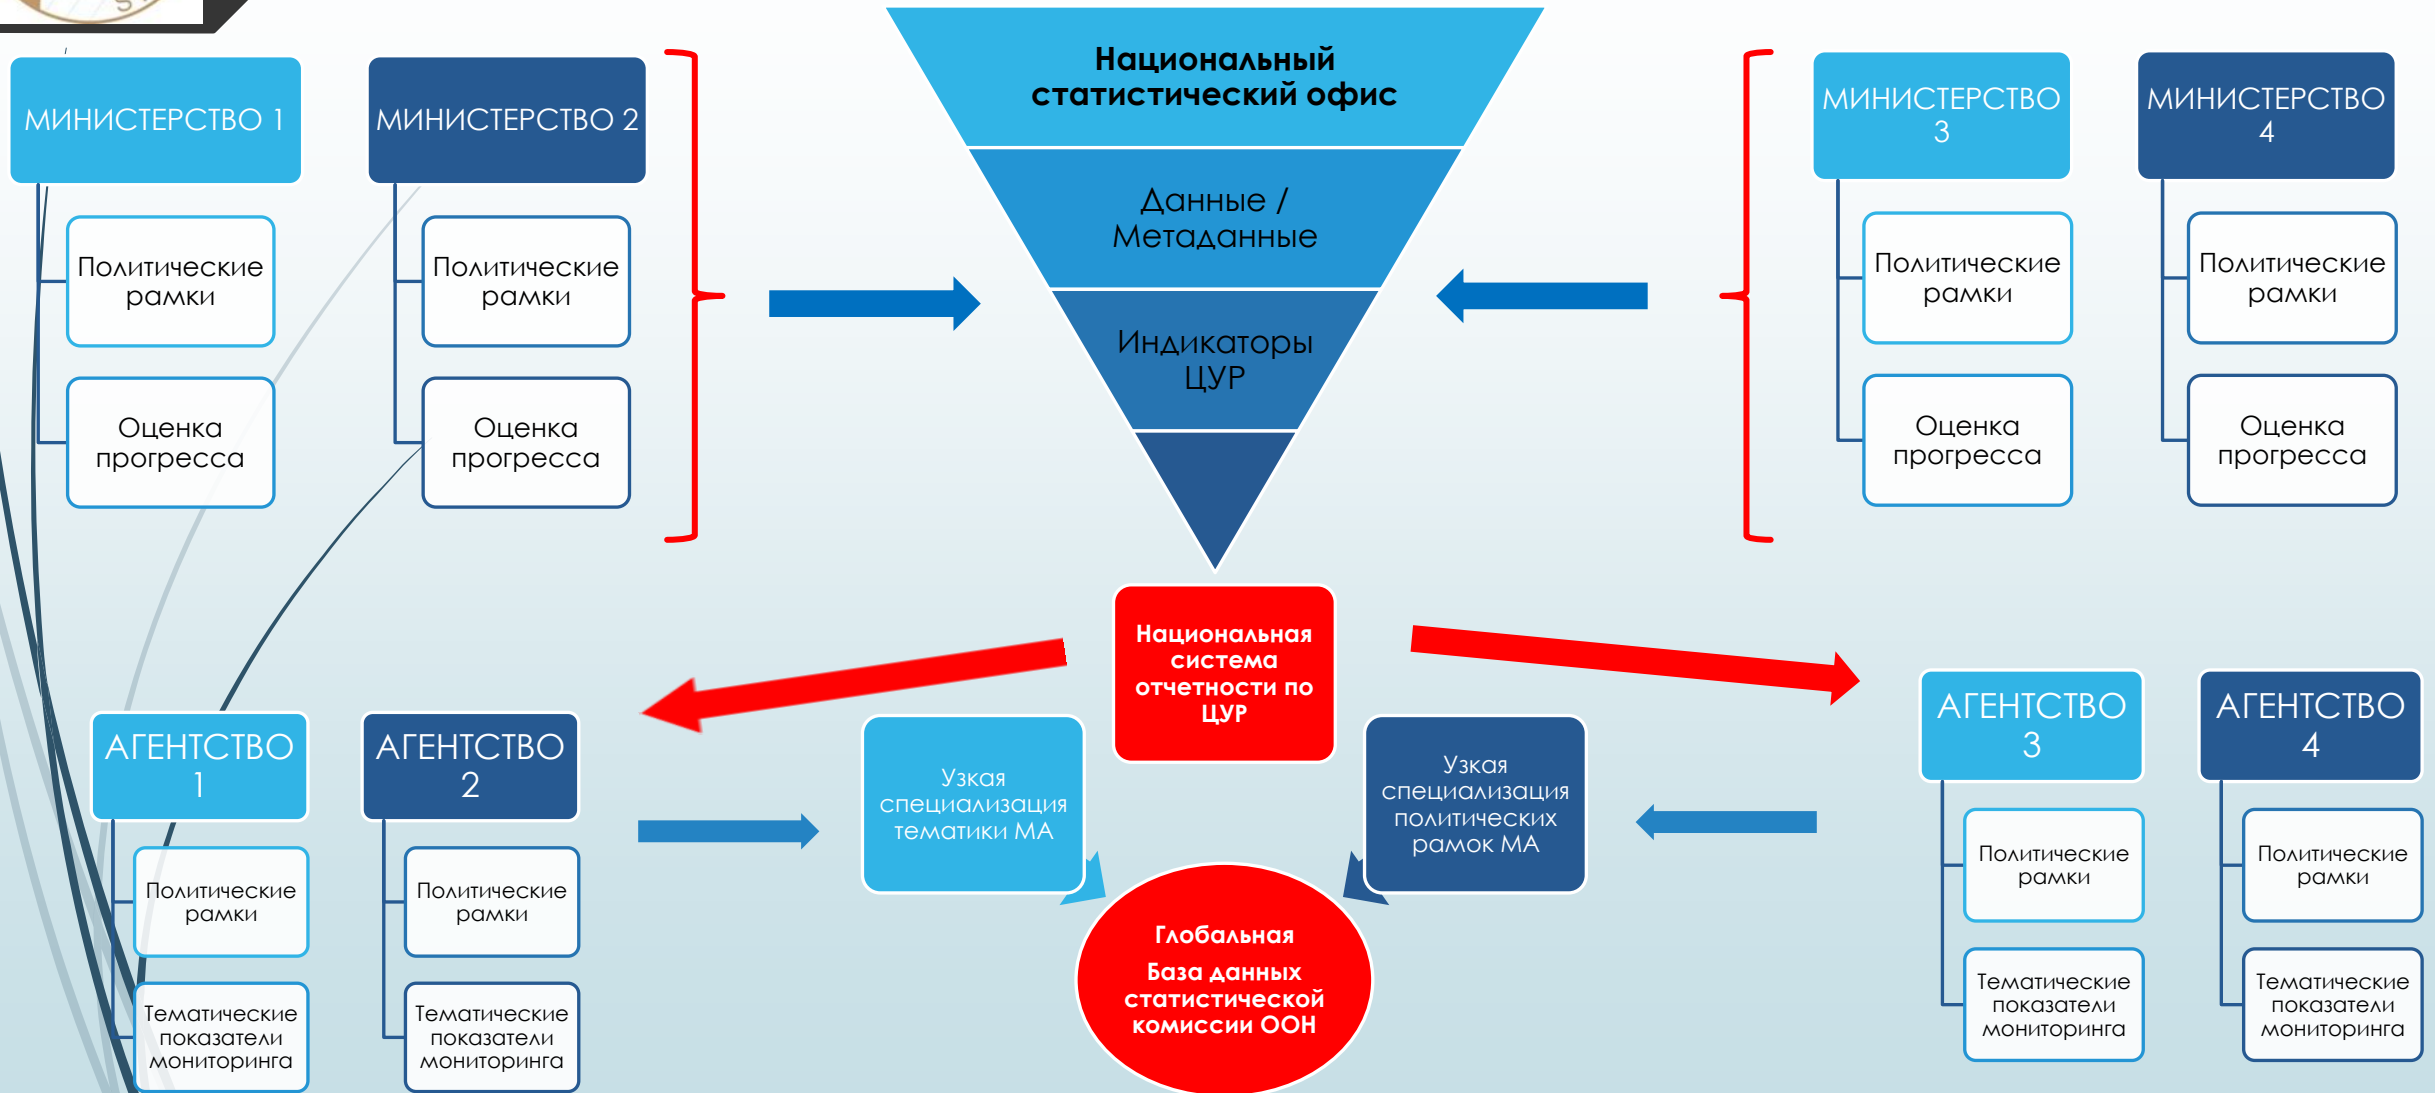 МИНИСТЕРСТВО 1
Политические
рамки
Оценка
прогресса
МИНИСТЕРСТВО 2
Политические
рамки
Оценка
прогресса
Национальный
статистический офис
Данные /
Метаданные
Индикаторы
ЦУР
МИНИСТЕРСТВО
3
Политические
рамки
Оценка
прогресса
МИНИСТЕРСТВО
4
Политические
рамки
Оценка
прогресса
Национальная
система
отчетности по
ЦУР
АГЕНТСТВО
1
Политические
рамки
Тематические
показатели
мониторинга
АГЕНТСТВО
2
Политические
рамки
Тематические
показатели
мониторинга
Узкая
специализация
тематики МА
Узкая
специализация
политических
рамок МА
Глобальная
База данных
статистической
комиссии ООН
АГЕНТСТВО
3
Политические
рамки
Тематические
показатели
мониторинга
АГЕНТСТВО
4
Политические
рамки
Тематические
показатели
мониторинга